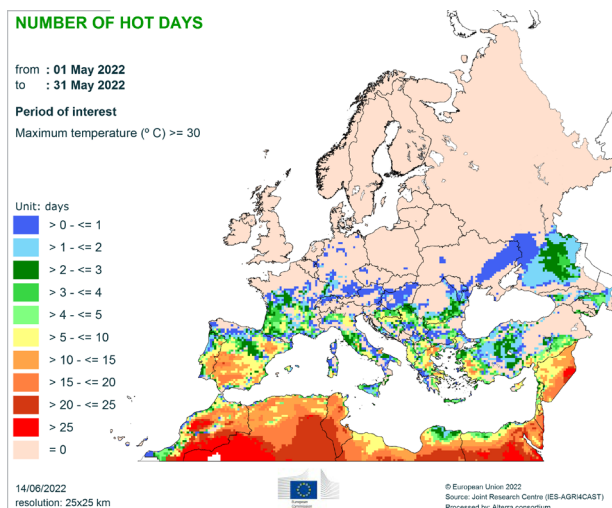 NUMBER OF HOT DAYS
from : 01 May 2022
to : 31 May 2022
Period of interest
Maximum temperature (º C) >= 30
Unit: days
> 0 - <= 1
> 1 - <= 2
> 2 - <= 3
> 3 - <= 4
> 4 - <= 5
> 5 - <= 10
> 10 - <= 15
> 15 - <= 20
> 20 - <= 25
> 25
= 0
14/06/2022
resolution: 25x25 km
European
Commission
© European Union 2022
Source: Joint Research Centre (IES-AGRI4CAST)
Processed by: Alterra consortium